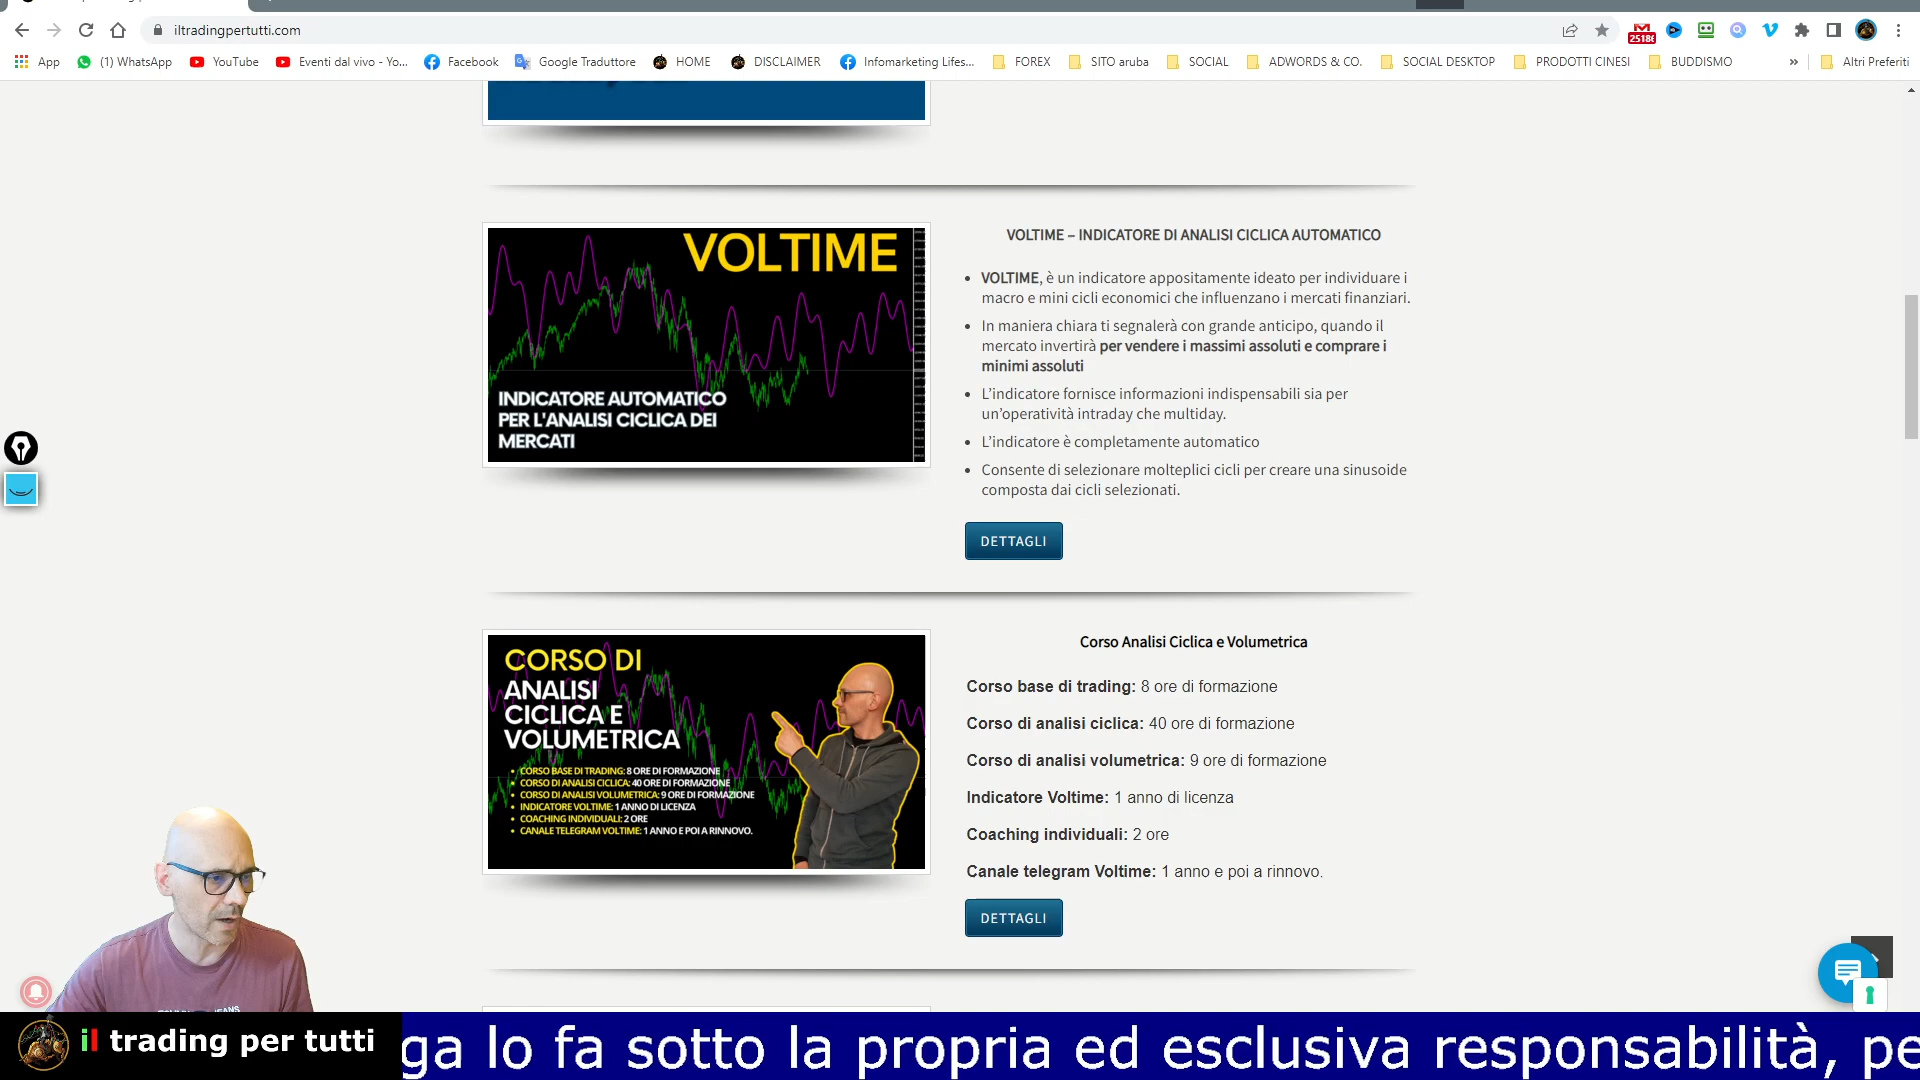 iltradingpertutti.com
2518
App
(1) WhatsApp
YouTube
Eventi dal vivo - Yo...
Facebook
Google Traduttore
HOME
DISCLAIMER
Infomarketing Lifes...
FOREX
SITO aruba
SOCIAL
ADWORDS & CO.
SOCIAL DESKTOP
PRODOTTI CINESI
BUDDISMO
»
Altri Preferiti
VOLTIME
INDICATORE AUTOMATICO
PER L'ANALISI CICLICA DEI
MERCATI
VOLTIME – INDICATORE DI ANALISI CICLICA AUTOMATICO
• VOLTIME, è un indicatore appositamente ideato per individuare i
macro e mini cicli economici che influenzano i mercati finanziari.
• In maniera chiara ti segnalerà con grande anticipo, quando il
mercato invertirà per vendere i massimi assoluti e comprare i
minimi assoluti
• L'indicatore fornisce informazioni indispensabili sia per
un'operatività intraday che multiday.
• L'indicatore è completamente automatico
• Consente di selezionare molteplici cicli per creare una sinusoide
composta dai cicli selezionati.
DETTAGLI
CORSO DI
ANALISI
CICLICA E
VOLUMETRICA
• CORSO BASE DI TRADING: 8 ORE DI FORMAZIONE
• CORSO DI ANALISI CICLICA: 40 ORE DI FORMAZIONE
• CORSO DI ANALISI VOLUMETRICA: 9 ORE DI FORMAZIONE
• INDICATORE VOLTIME: 1 ANNO DI LICENZA
• COACHING INDIVIDUALI: 2 ORE
• CANALE TELEGRAM VOLTIME: 1 ANNO E POI A RINNOVO.
Corso Analisi Ciclica e Volumetrica
Corso base di trading: 8 ore di formazione
Corso di analisi ciclica: 40 ore di formazione
Corso di analisi volumetrica: 9 ore di formazione
Indicatore Voltime: 1 anno di licenza
Coaching individuali: 2 ore
Canale telegram Voltime: 1 anno e poi a rinnovo.
DETTAGLI
il trading per tutti
ga lo fa sotto la propria ed esclusiva responsabilità, pe